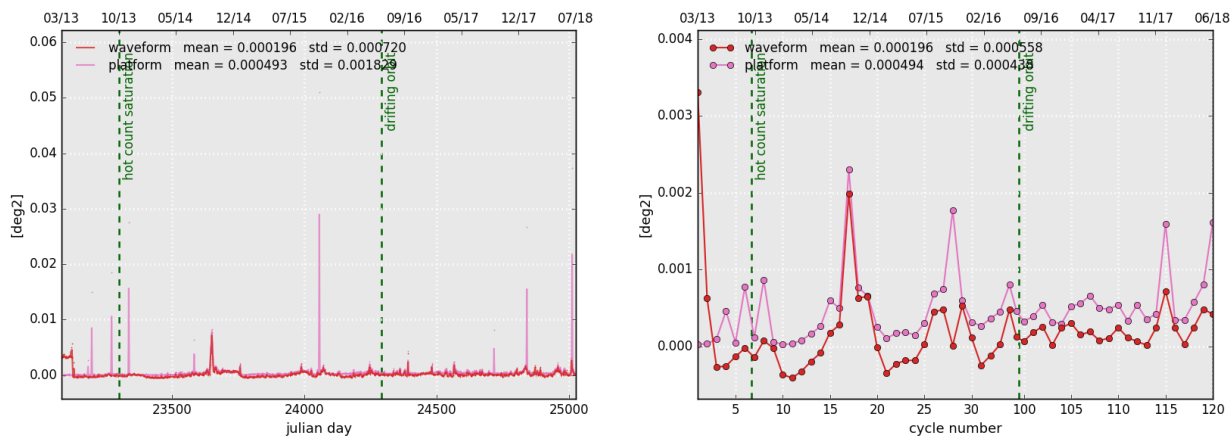 03/13 10/13 05/14 12/14 07/15 02/16 09/16 05/17 12/17 07/18
0.06
0.05
0.04
0.03
0.02
0.01
0.00
[deg2]
waveform mean = 0.000196 std = 0.000720
platform mean = 0.000493 std = 0.001829
hot count saturation
drifting orbit
23500 24000 24500 25000
julian day
03/13 10/13 05/14 12/14 07/15 02/16 09/16 04/17 11/17 06/18
0.004
0.003
0.002
0.001
0.000
[deg2]
waveform mean = 0.000196 std = 0.000558
platform mean = 0.000494 std = 0.000438
hot count saturation
drifting orbit
5 10 15 20 25 31 100 105 110 115 120
cycle number